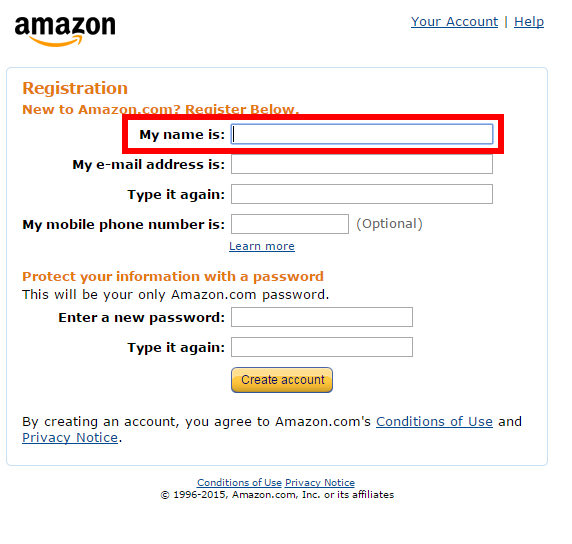 amazon
Your Account | Help
Registration
New to Amazon.com? Register Below.
My name is:
My e-mail address is:
Type it again:
My mobile phone number is: (Optional)
Learn more
Protect your information with a password
This will be your only Amazon.com password.
Enter a new password:
Type it again:
Create account
By creating an account, you agree to Amazon.com's Conditions of Use and
Privacy Notice.
Conditions of Use Privacy Notice
© 1996-2015, Amazon.com, Inc. or its affiliates